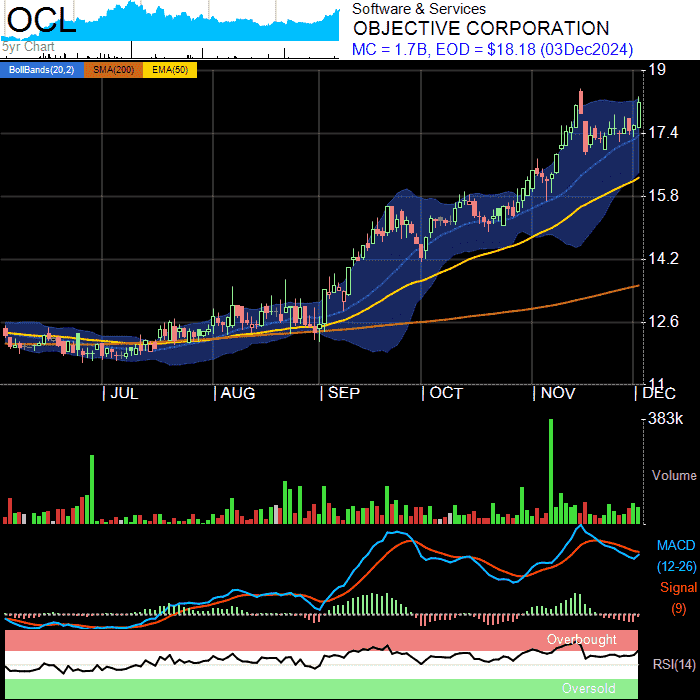 OCL
5yr Chart
Software & Services
OBJECTIVE CORPORATION
MC = 1.7B, EOD = $18.18 (03Dec2024)
BollBands(20,2) SMA(200) EMA(50)
19
17.4
15.8
14.2
12.6
11
JUL AUG SEP OCT NOV DEC
383k
Volume
MACD
(12-26)
Signal
(9)
Overbought
RSI(14)
Oversold